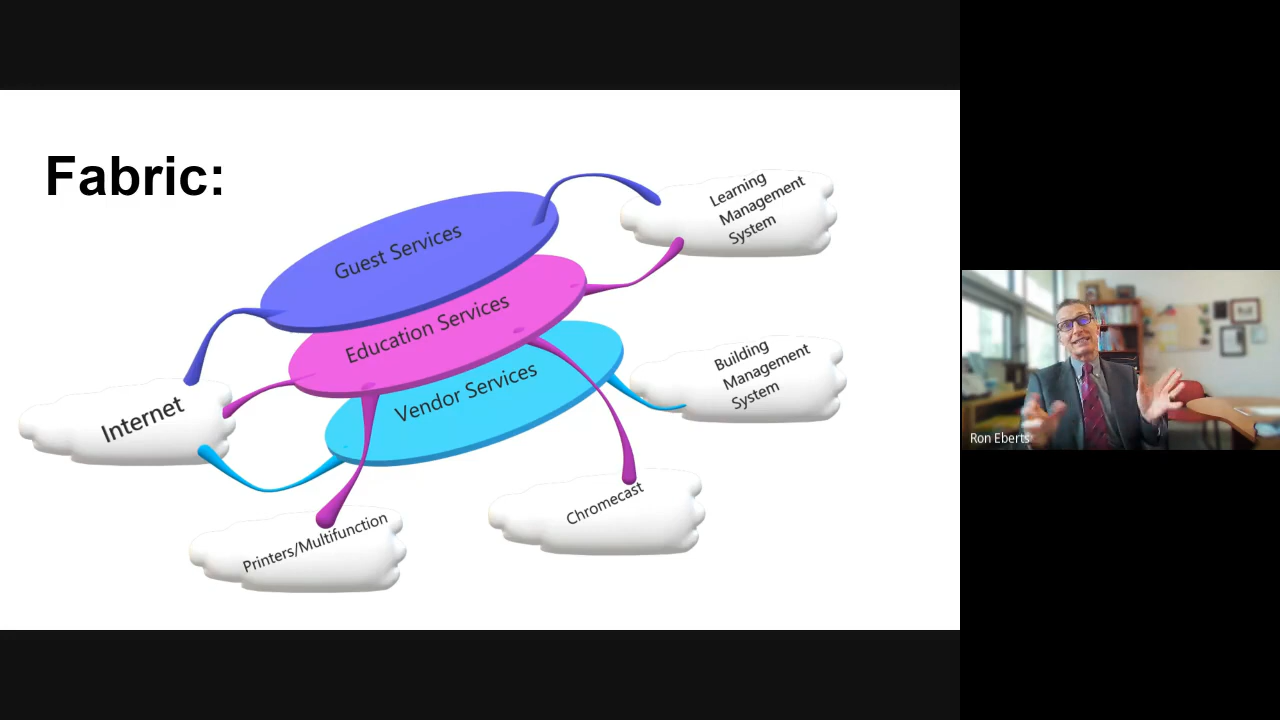 Fabric:
Guest Services
Education Services
Vendor Services
Learning
Management
System
Building
Management
System
Internet
Chromecast
Printers/Multifunction
Ron Eberts